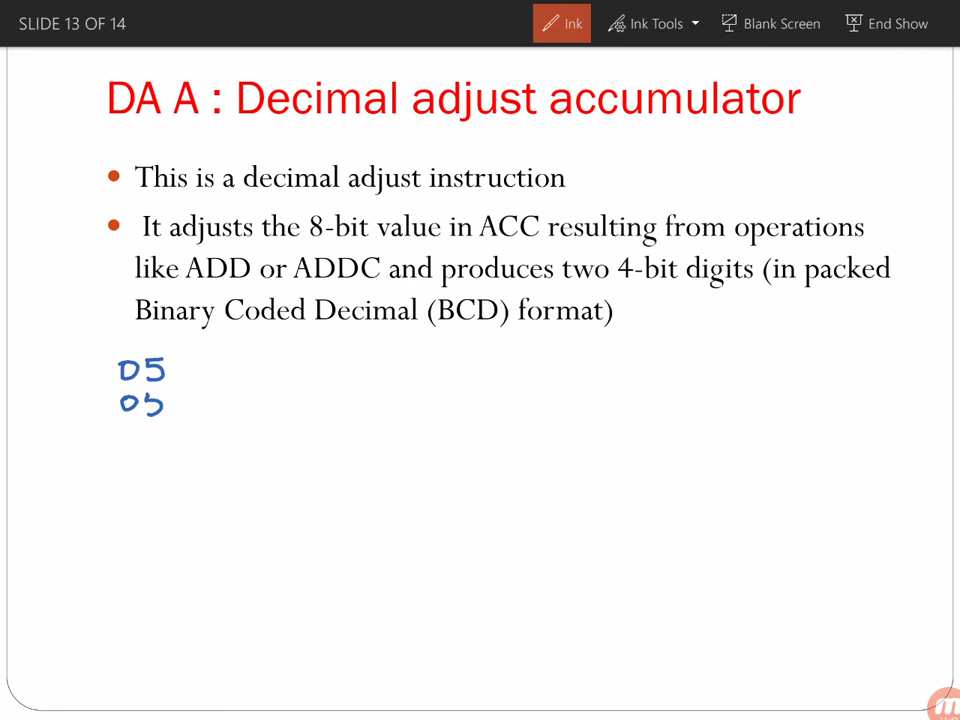 SLIDE 13 OF 14
Ink
Ink Tools
Blank Screen
End Show
DA A : Decimal adjust accumulator
• This is a decimal adjust instruction
• It adjusts the 8-bit value in ACC resulting from operations
like ADD or ADDC and produces two 4-bit digits (in packed
Binary Coded Decimal (BCD) format)
05
05